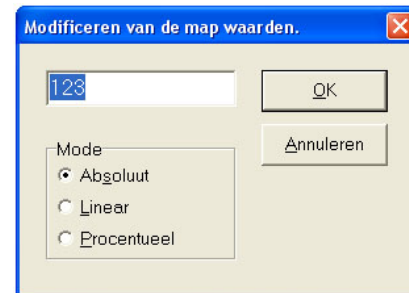 Modificeren van de map waarden.
123
OK
Mode
Annuleren
Absoluut
Linear
Procentueel